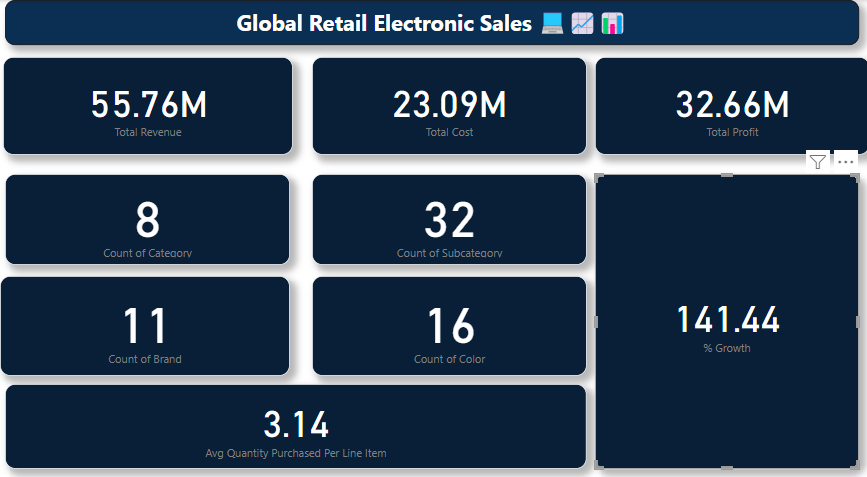 Global Retail Electronic Sales
55.76M
Total Revenue
23.09M
Total Cost
32.66M
Total Profit
8
Count of Category
32
Count of Subcategory
11
Count of Brand
16
Count of Color
141.44
% Growth
3.14
Avg Quantity Purchased Per Line Item